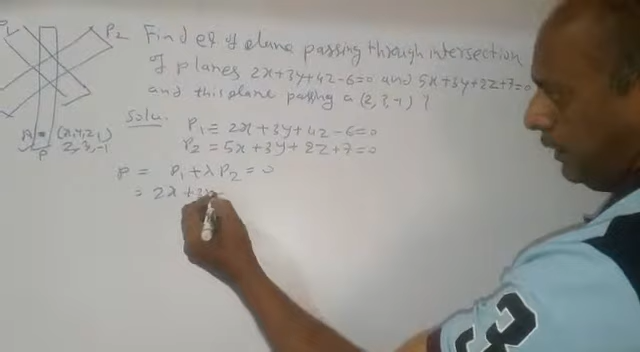 P1 P2 Find eq of plane passing through intersection
of planes 2x+3y+4z-6=0 and 5x+3y+2z+7=0
and this plane passing a (2,3,-1) ?
Solu.
P1 ≡ 2x+3y+4z-6=0
P2 = 5x+3y+2z+7=0
A = (x1,y1,z1)
2,3,-1
P
P = P1+λP2=0
= 2x+3y